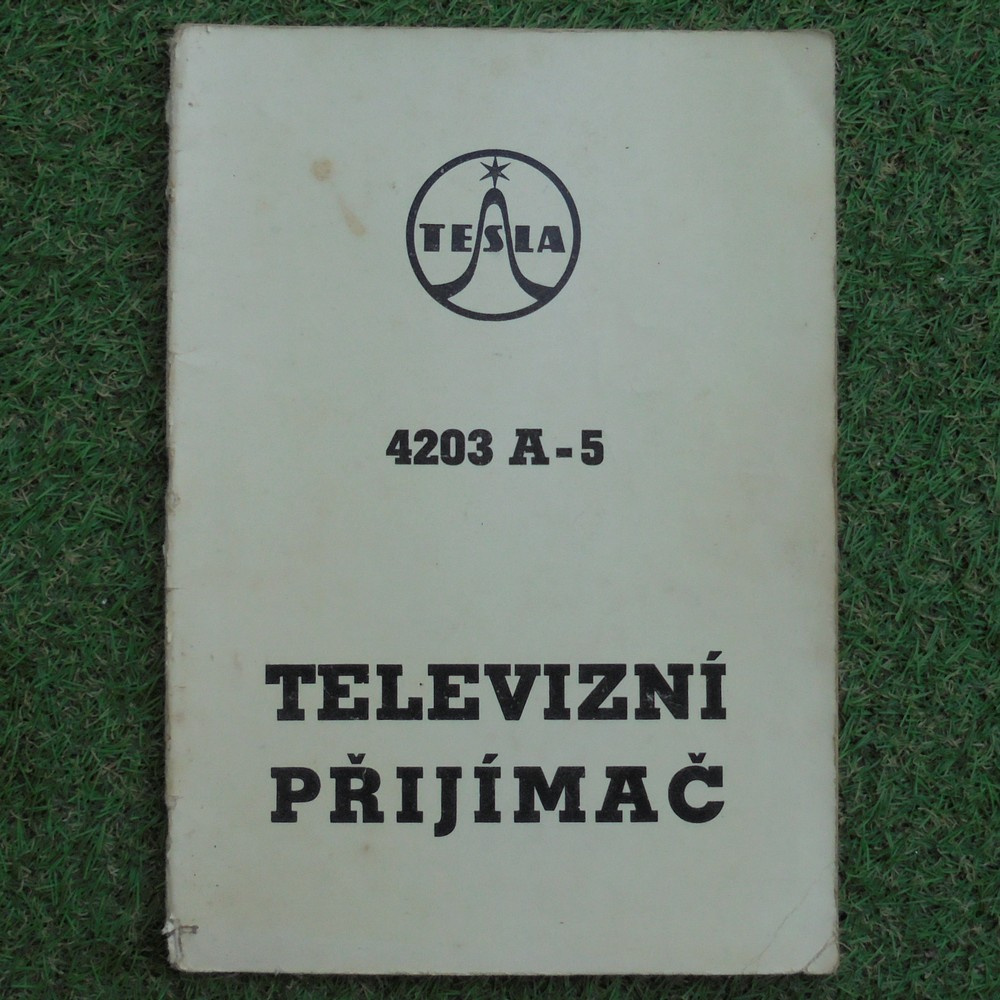 TESLA
4203 A-5
TELEVIZNÍ
PŘIJÍMAČ